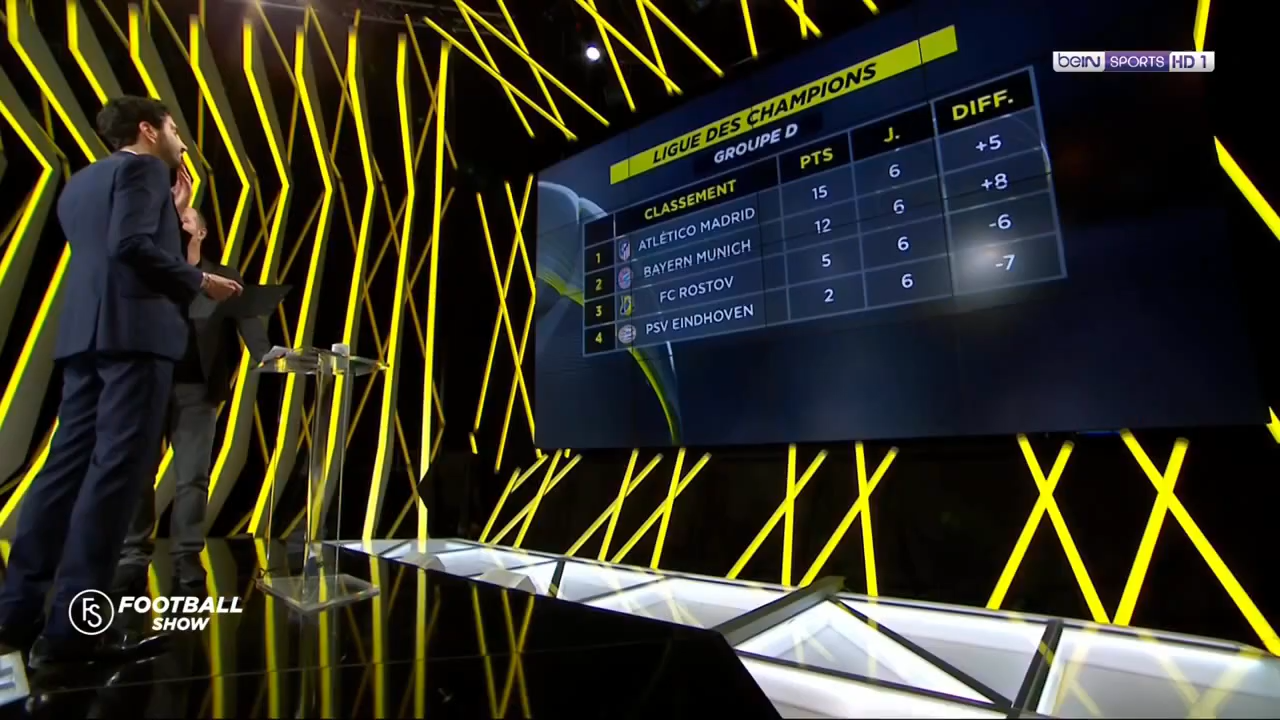 beIN SPORTS HD 1
LIGUE DES CHAMPIONS
GROUPE D
CLASSEMENT PTS J. DIFF.
1 ATLÉTICO MADRID 15 6 +5
2 BAYERN MUNICH 12 6 +8
3 FC ROSTOV 5 6 -6
4 PSV EINDHOVEN 2 6 -7
FS FOOTBALL
SHOW